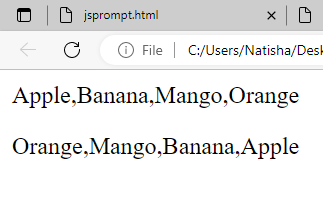 jsprompt.html
File C:/Users/Natisha/Desk
Apple,Banana,Mango,Orange
Orange,Mango,Banana,Apple